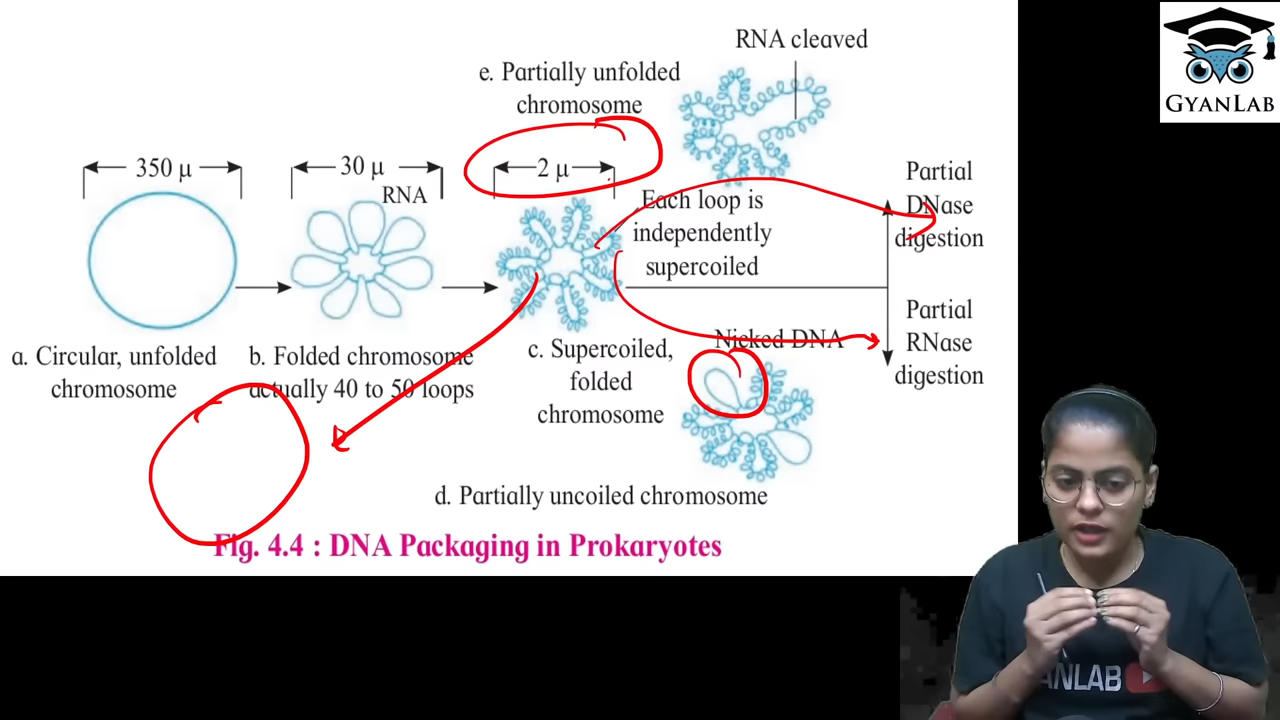 RNA cleaved
e. Partially unfolded
chromosome
350 µ
30 µ
2 µ
RNA
Each loop is
independently
supercoiled
Partial
DNase
digestion
Partial
RNase
digestion
Nicked DNA
a. Circular, unfolded
chromosome
b. Folded chromosome
actually 40 to 50 loops
c. Supercoiled,
folded
chromosome
d. Partially uncoiled chromosome
Fig. 4.4 : DNA Packaging in Prokaryotes
GYANLAB
ANLAB